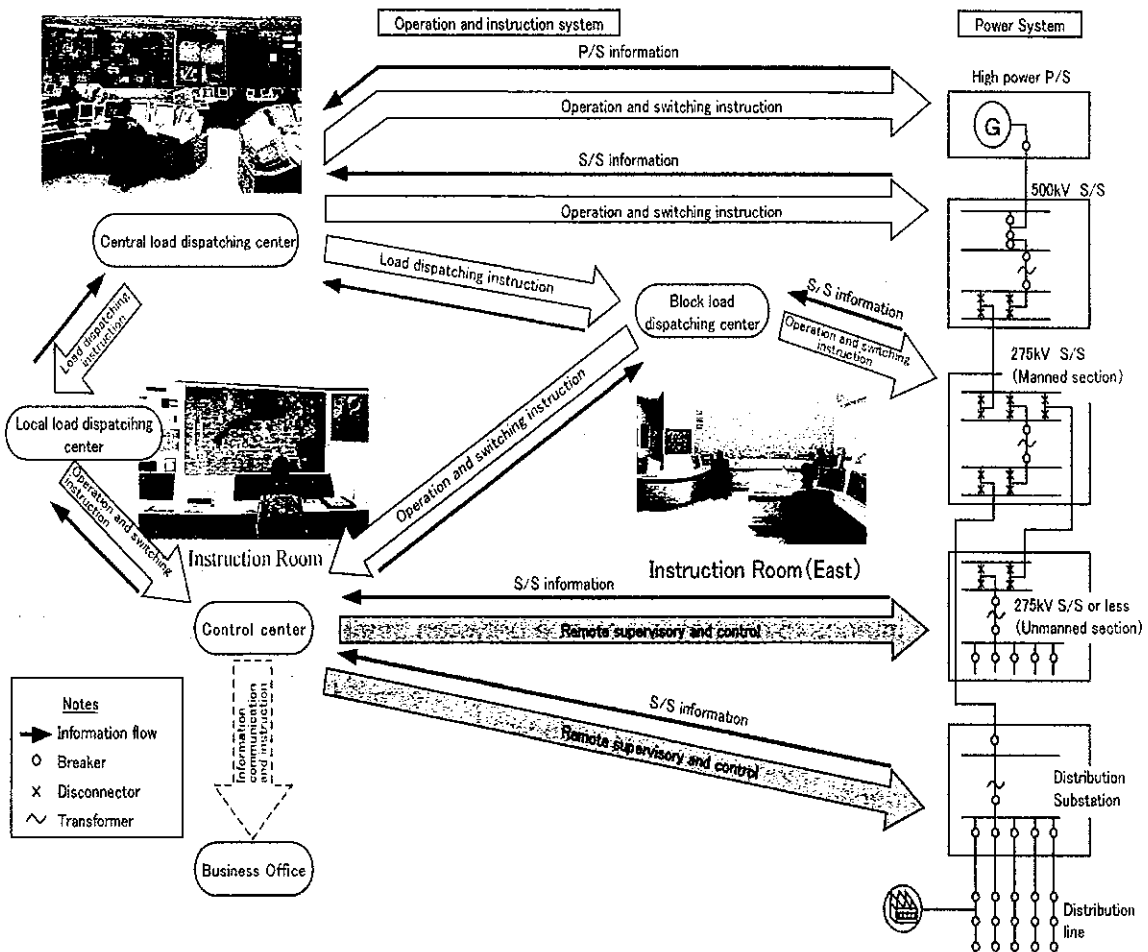 Operation and instruction system
Power System
P/S information
High power P/S
Operation and switching instruction
G
S/S information
500kV S/S
Operation and switching instruction
Central load dispatching center
Load dispatching instruction
Block load
dispatching center
S/S information
Operation and switching
instruction
Load dispatching
instruction
275kV S/S
(Manned section)
Local load dispatcihng
center
Operation and switching instruction
Operation and switching
instruction
Instruction Room
Instruction Room(East)
S/S information
Control center
Remote supervisory and control
275kV S/S or less
(Unmanned section)
S/S information
Remote supervisory and control
Notes
Information flow
Breaker
Disconnector
Transformer
Information
communication
and instruction
Distribution
Substation
Business Office
Distribution
line